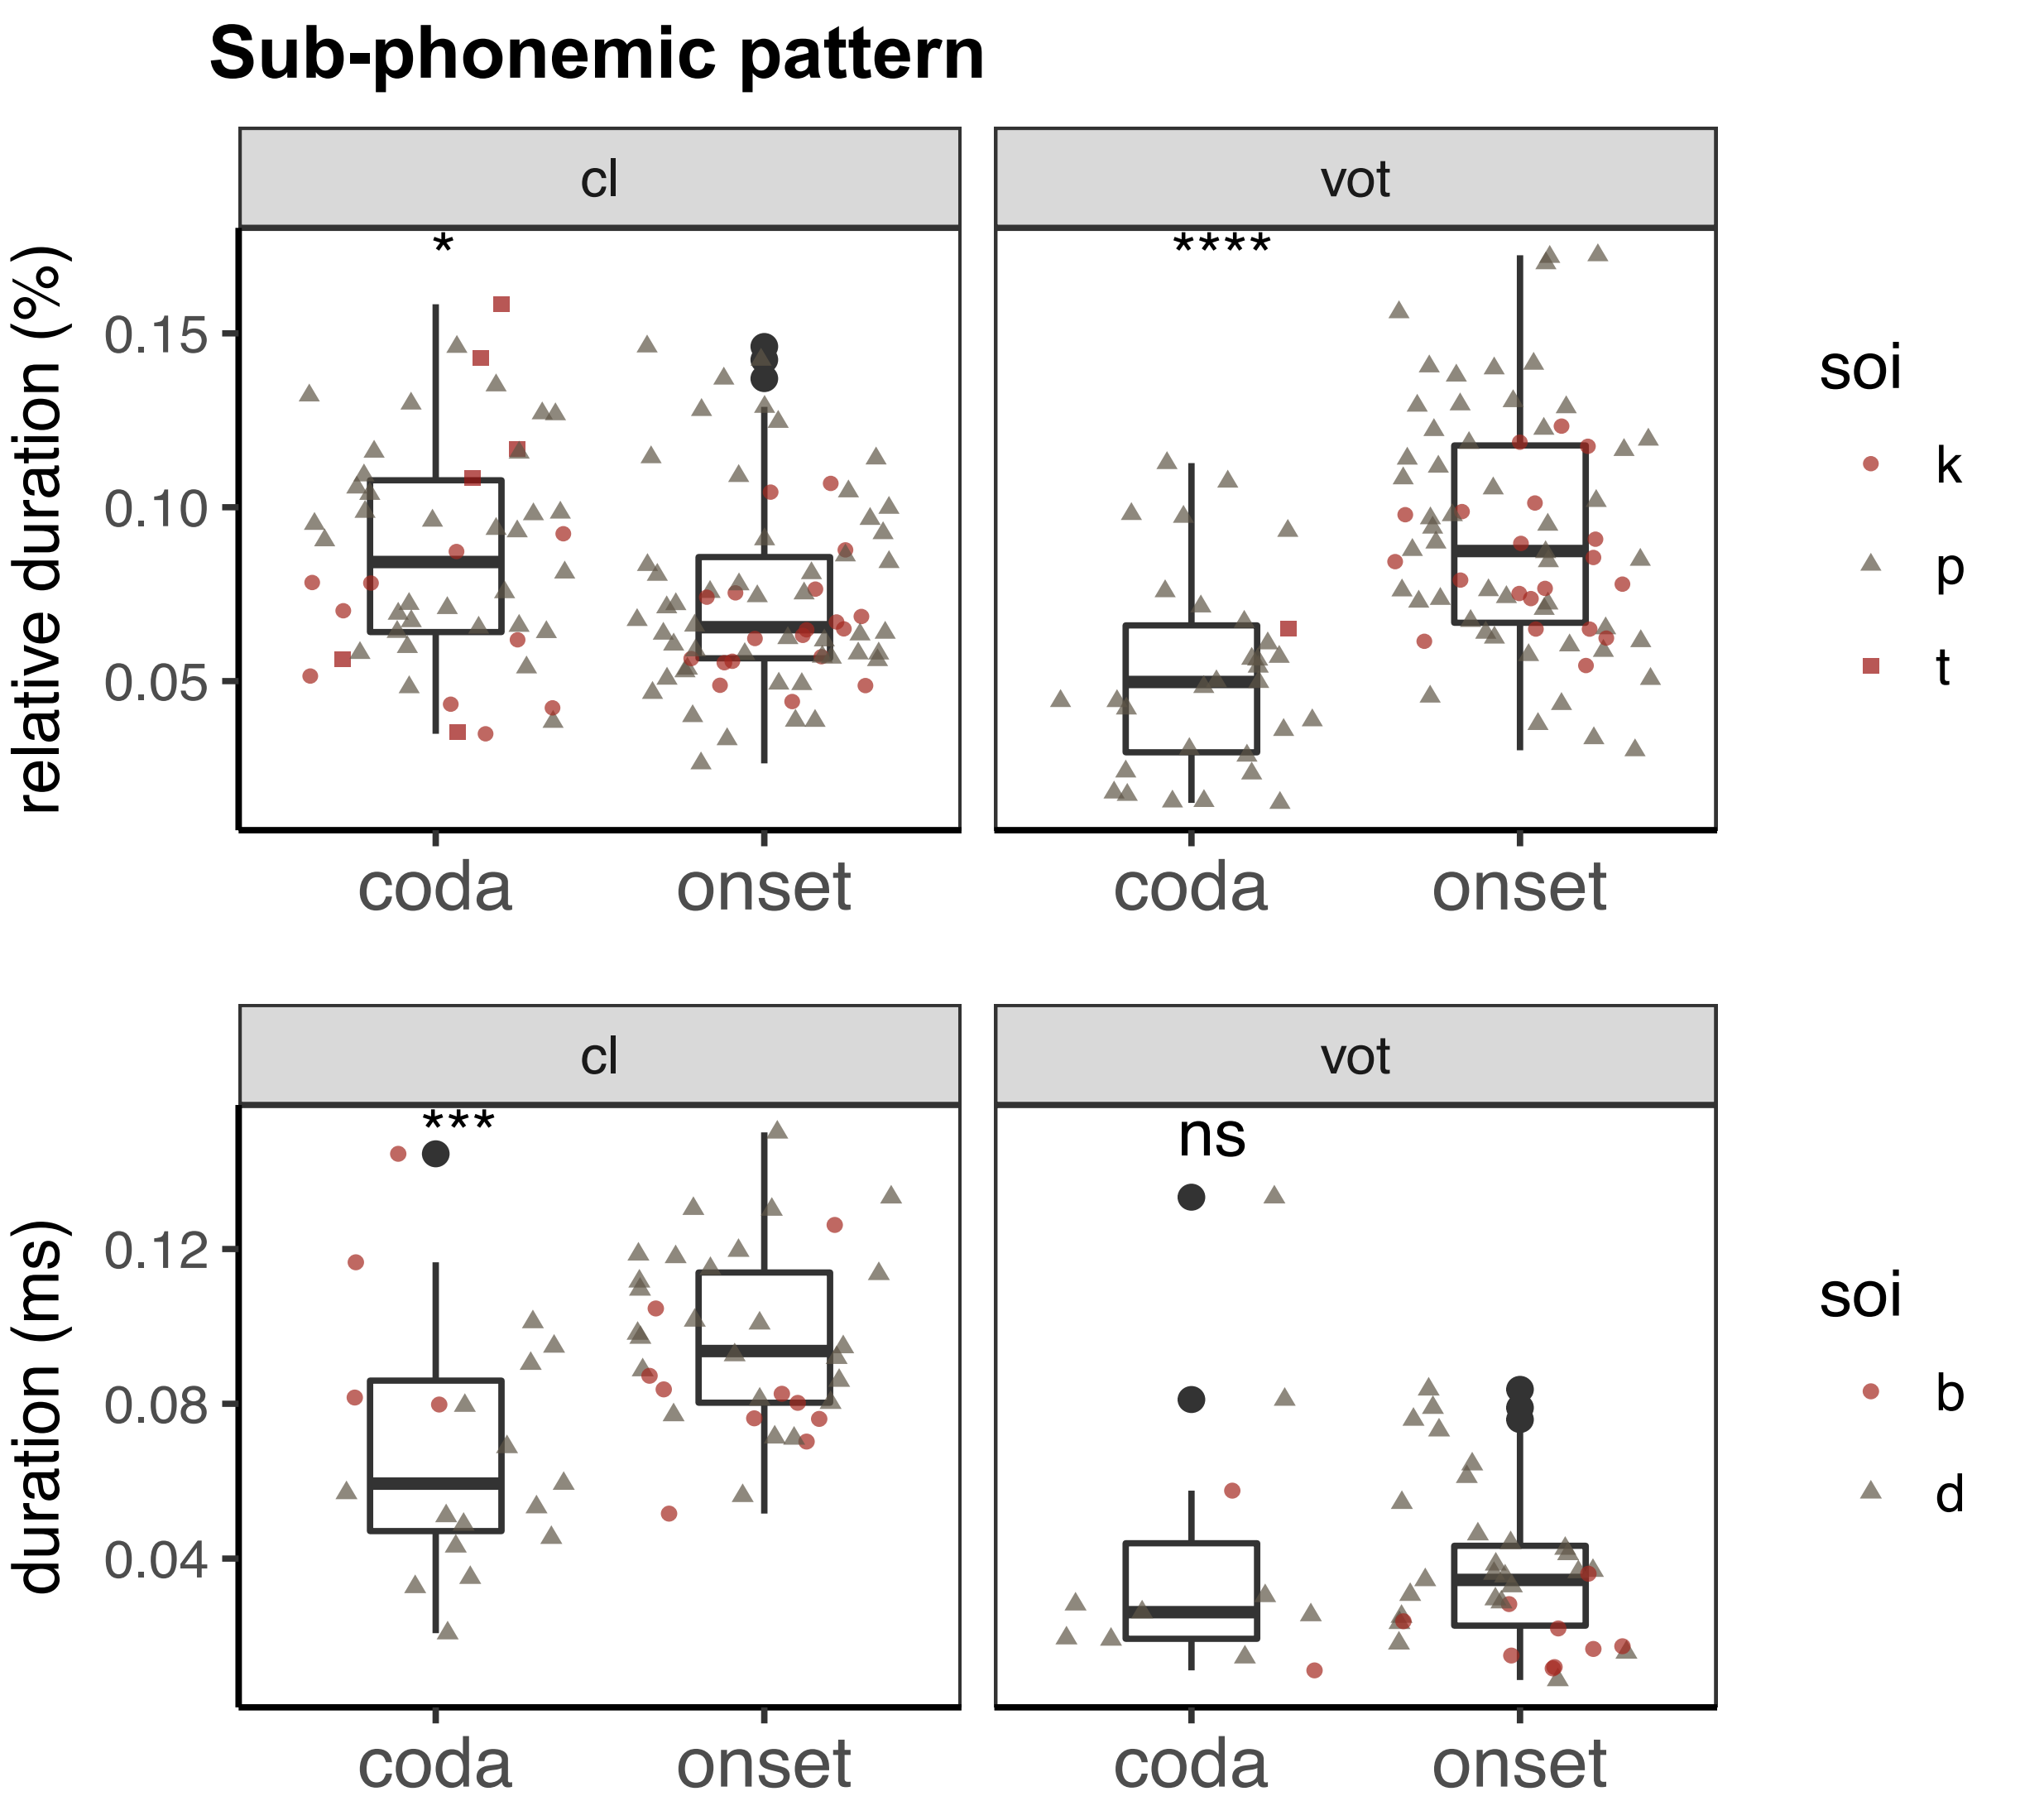 Sub-phonemic pattern
cl
vot
*
****
relative duration (%)
0.15
0.10
0.05
coda
onset
coda
onset
soi
k
p
t
cl
vot
***
ns
duration (ms)
0.12
0.08
0.04
coda
onset
coda
onset
soi
b
d